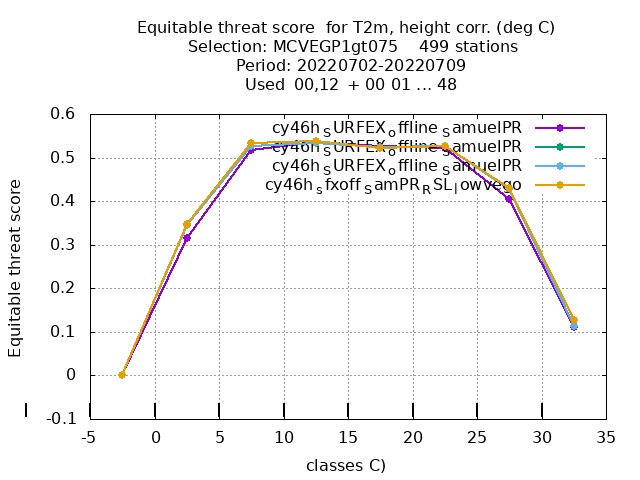 Equitable threat score  for T2m, height corr. (deg C)
Selection: MCVEGP1gt075    499 stations
Period: 20220702-20220709
Used  00,12  + 00 01 ... 48
cy46h_SURFEX_offline_SamuelPR
cy46h_SURFEX_offline_SamuelPR
cy46h_SURFEX_offline_SamuelPR
cy46h_sfxoff_SamPR_RSL_lowvego
Equitable threat score
0.6
0.5
0.4
0.3
0.2
0.1
0
-0.1
-5 0 5 10 15 20 25 30 35
classes C)